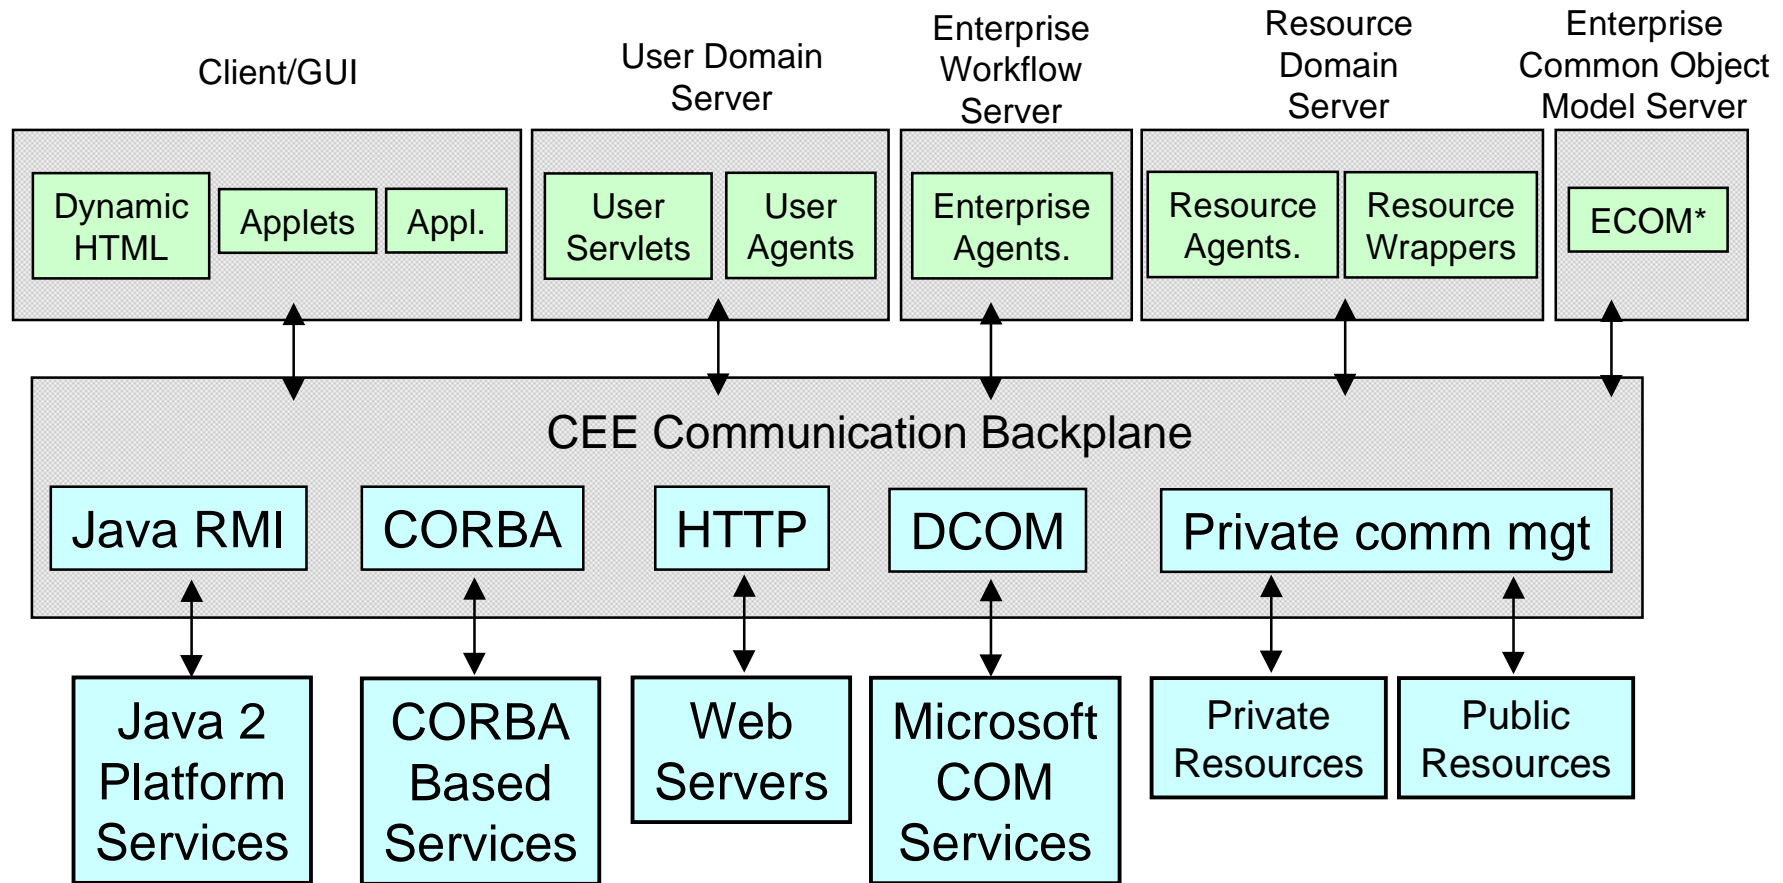 Client/GUI
User Domain
Server
Enterprise
Workflow
Server
Resource
Domain
Server
Enterprise
Common Object
Model Server
Dynamic
HTML
Applets
Appl.
User
Servlets
User
Agents
Enterprise
Agents.
Resource
Agents.
Resource
Wrappers
ECOM*
CEE Communication Backplane
Java RMI
CORBA
HTTP
DCOM
Private comm mgt
Java 2
Platform
Services
CORBA
Based
Services
Web
Servers
Microsoft
COM
Services
Private
Resources
Public
Resources